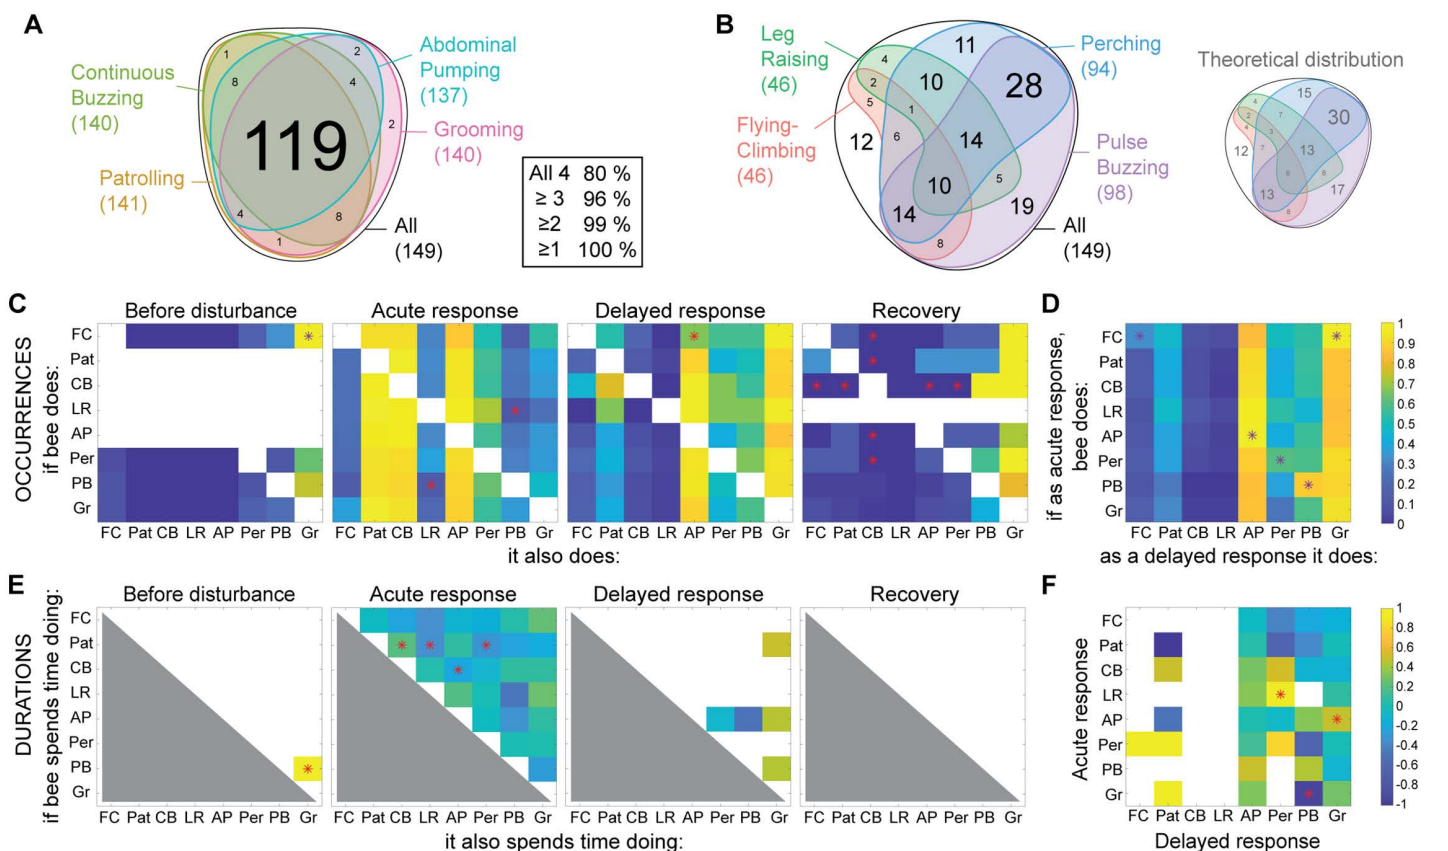 A
Continuous
Buzzing
(140)
Abdominal
Pumping
(137)
Grooming
(140)
Patrolling
(141)
All
(149)
1
2
8
4
119
2
4
8
1
All 4 80 %
≥ 3 96 %
≥2 99 %
≥1 100 %
B
Leg
Raising
(46)
Perching
(94)
Flying-
Climbing
(46)
Pulse
Buzzing
(98)
All
(149)
4
11
2
10
28
5
1
12
6
14
10
5
14
19
8
Theoretical distribution
15
4
2
7
30
4
3
12
7
13
6
6
13
17
8
C
OCCURRENCES
if bee does:
Before disturbance
Acute response
Delayed response
Recovery
FC
Pat
CB
LR
AP
Per
PB
Gr
FC Pat CB LR AP Per PB Gr
FC Pat CB LR AP Per PB Gr
FC Pat CB LR AP Per PB Gr
FC Pat CB LR AP Per PB Gr
it also does:
D
if as acute response,
bee does:
FC
Pat
CB
LR
AP
Per
PB
Gr
FC Pat CB LR AP Per PB Gr
as a delayed response it does:
1
0.9
0.8
0.7
0.6
0.5
0.4
0.3
0.2
0.1
0
E
DURATIONS
if bee spends time doing:
Before disturbance
Acute response
Delayed response
Recovery
FC
Pat
CB
LR
AP
Per
PB
Gr
FC Pat CB LR AP Per PB Gr
FC Pat CB LR AP Per PB Gr
FC Pat CB LR AP Per PB Gr
FC Pat CB LR AP Per PB Gr
it also spends time doing:
F
Acute response
FC
Pat
CB
LR
AP
Per
PB
Gr
FC Pat CB LR AP Per PB Gr
Delayed response
1
0.8
0.6
0.4
0.2
0
-0.2
-0.4
-0.6
-0.8
-1